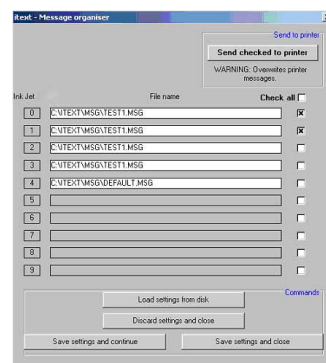 itext - Message organiser
Send to printer
Send checked to printer
WARNING: Overwrites printer
messages.
Ink Jet File name Check all
0 C:\ITEXT\MSG\TEST1.MSG
1 C:\ITEXT\MSG\TEST1.MSG
2 C:\ITEXT\MSG\TEST1.MSG
3 C:\ITEXT\MSG\TEST1.MSG
4 C:\ITEXT\MSG\DEFAULT.MSG
5
6
7
8
9
Commands
Load settings from disk
Discard settings and close
Save settings and continue Save settings and close